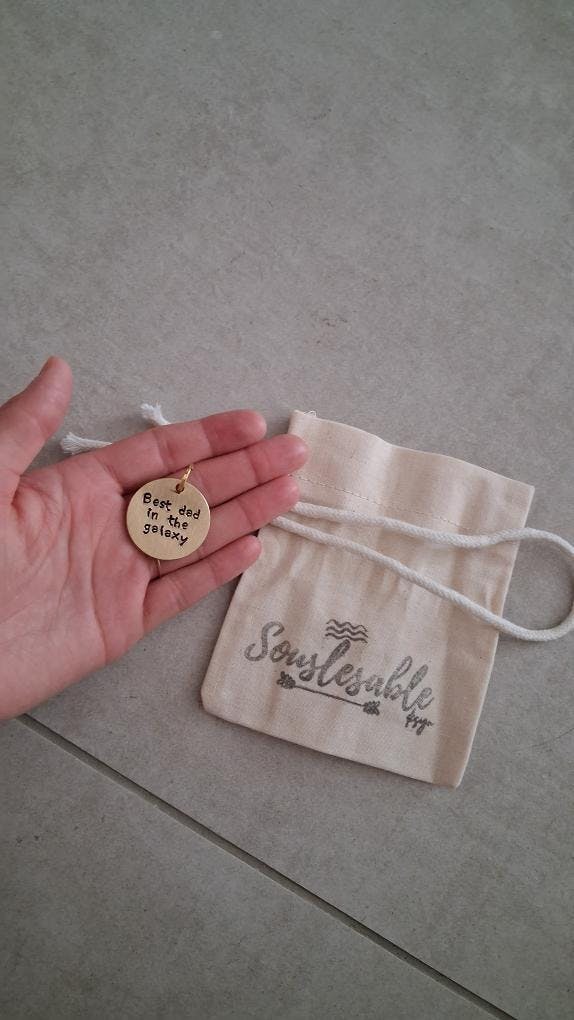 Best dad
in the
galaxy
Souslesable